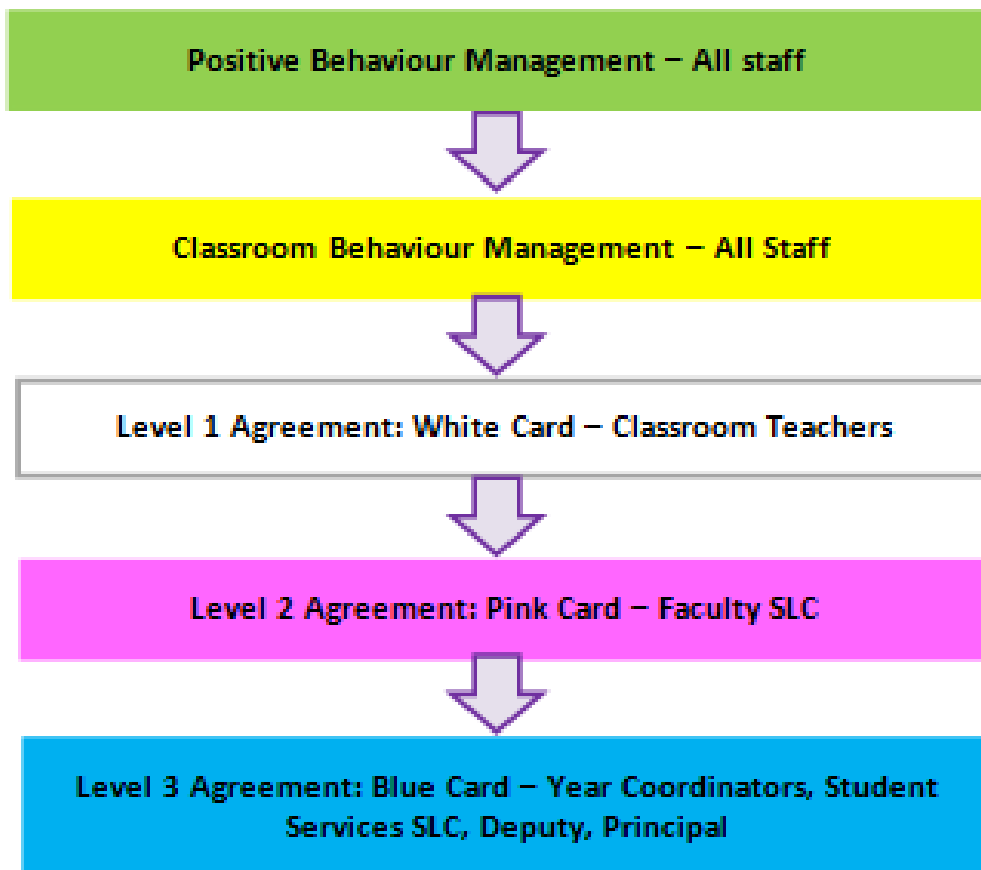 Positive Behaviour Management – All staff
Classroom Behaviour Management – All Staff
Level 1 Agreement: White Card – Classroom Teachers
Level 2 Agreement: Pink Card – Faculty SLC
Level 3 Agreement: Blue Card – Year Coordinators, Student
Services SLC, Deputy, Principal